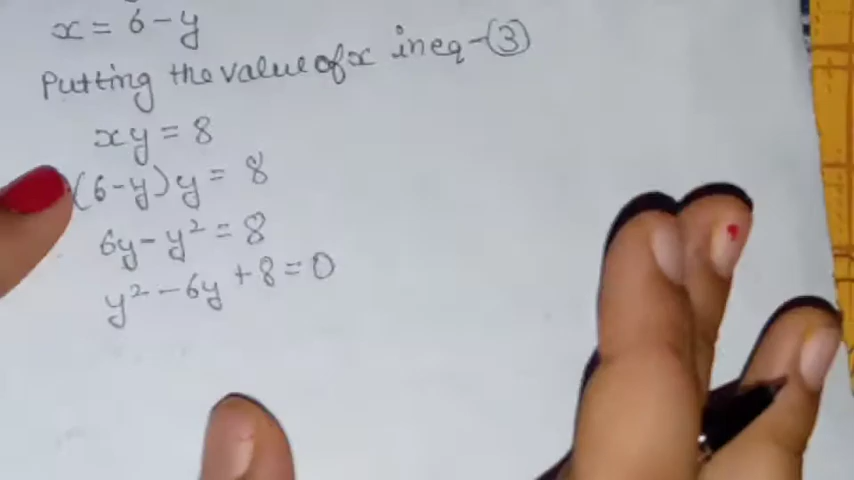 x = 6 - y
Putting the value of x in eq - (3)
xy = 8
(6-y) y = 8
6y - y² = 8
y² - 6y + 8 = 0